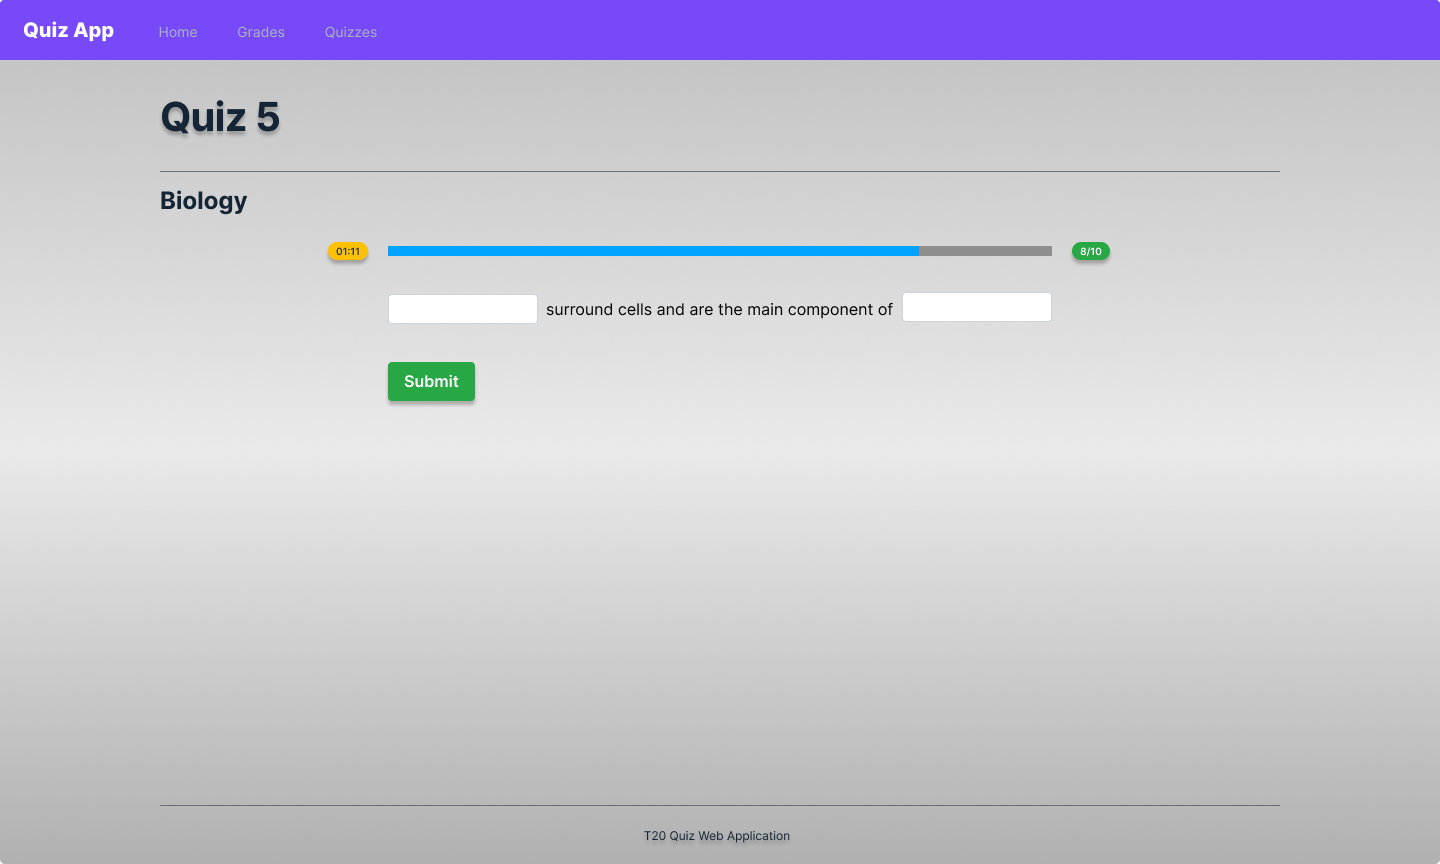 Quiz App Home Grades Quizzes
Quiz 5
Biology
01:11 8/10
surround cells and are the main component of
Submit
T20 Quiz Web Application